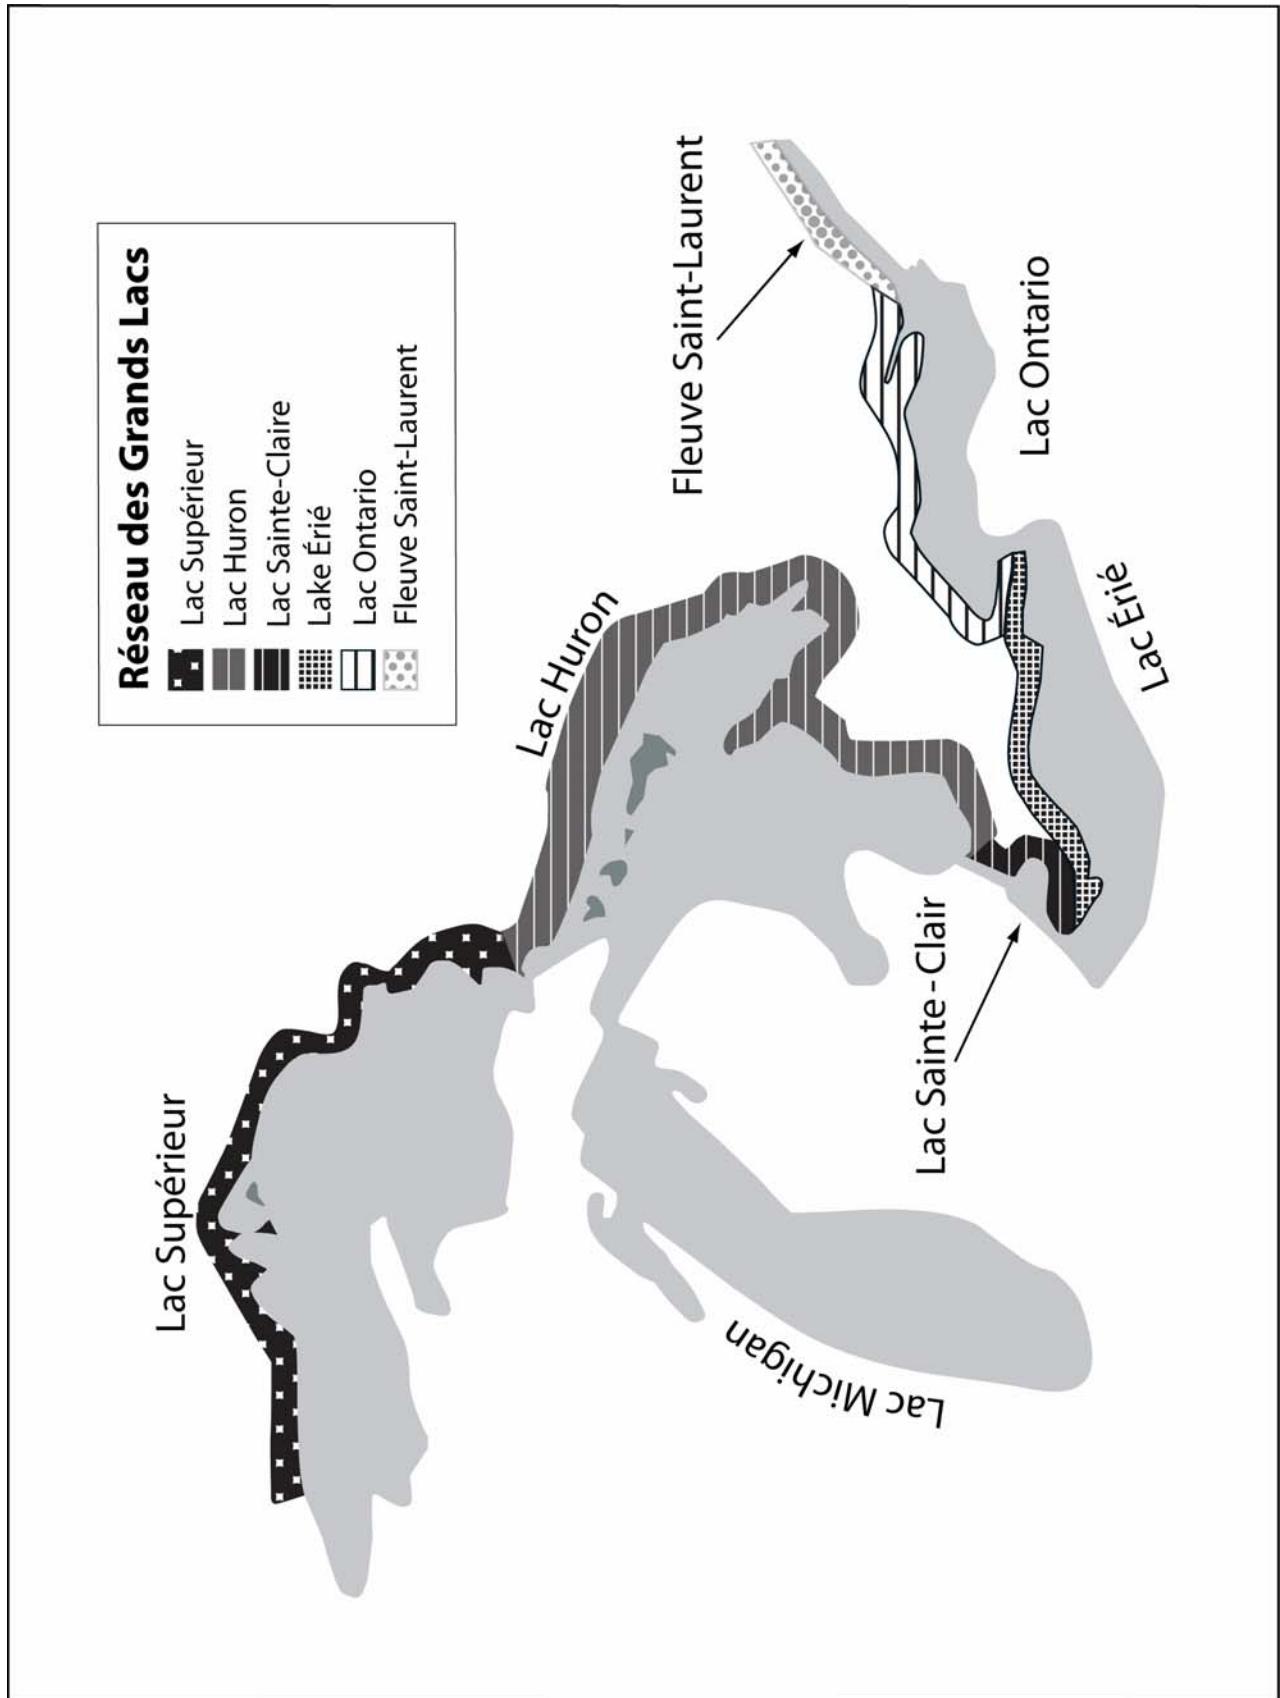 Réseau des Grands Lacs
Lac Supérieur
Lac Huron
Lac Sainte-Claire
Lake Érié
Lac Ontario
Fleuve Saint-Laurent
Lac Supérieur
Lac Huron
Fleuve Saint-Laurent
Lac Michigan
Lac Sainte-Clair
Lac Ontario
Lac Érié